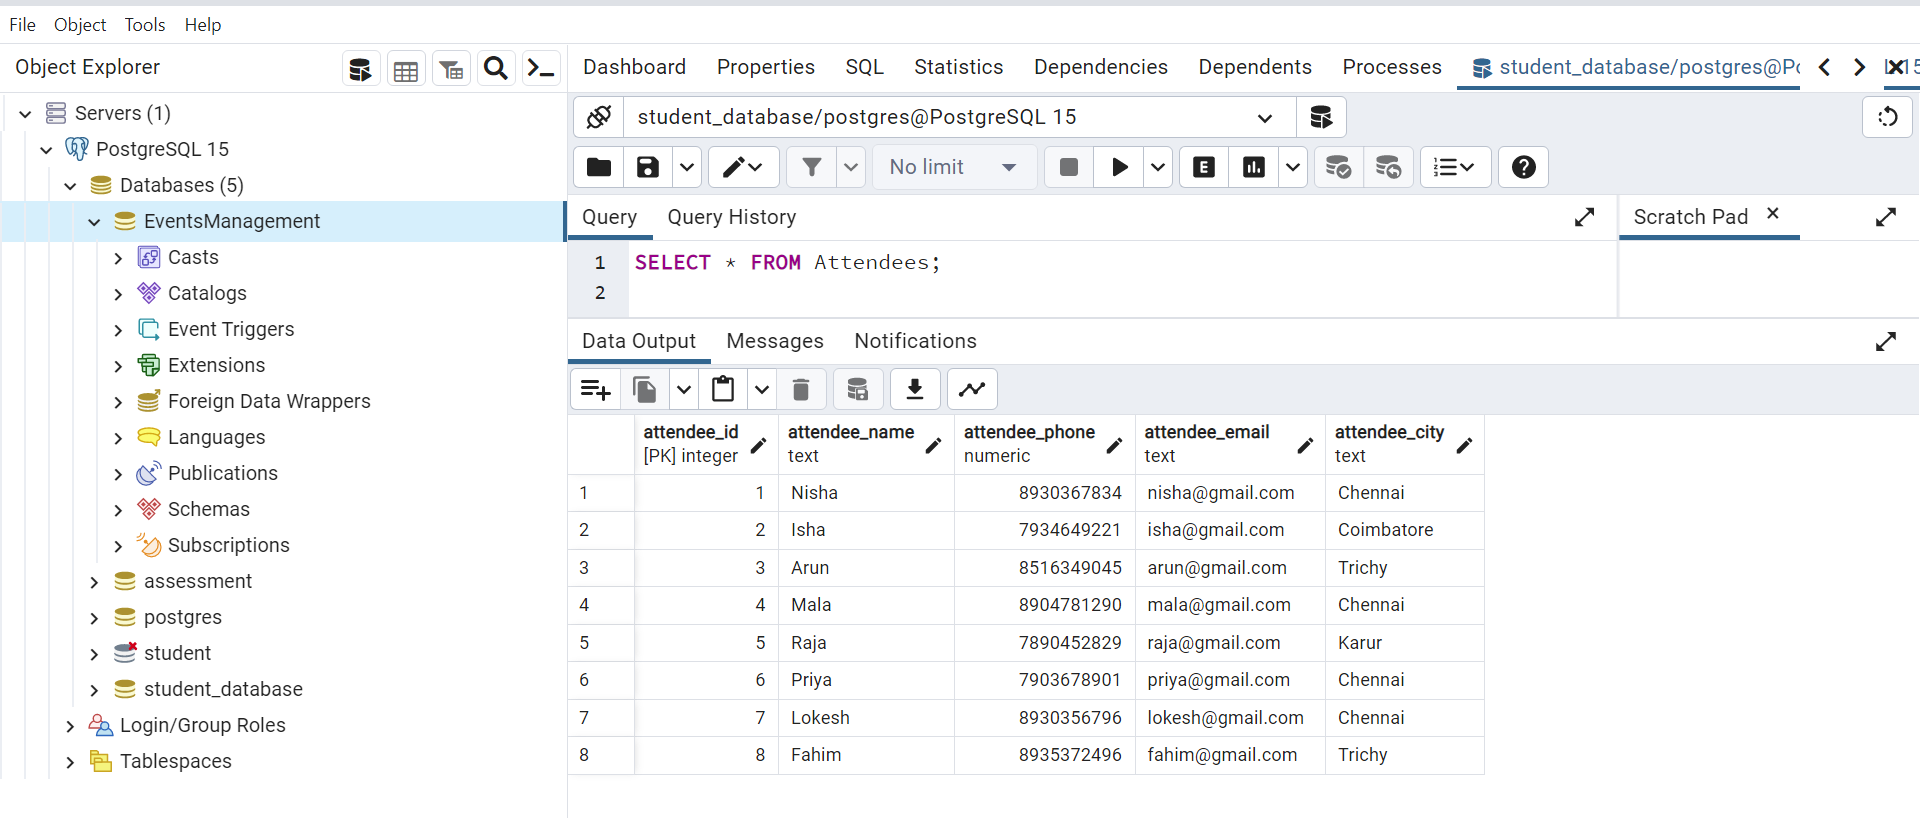 File Object Tools Help
Object Explorer
Servers (1)
PostgreSQL 15
Databases (5)
EventsManagement
Casts
Catalogs
Event Triggers
Extensions
Foreign Data Wrappers
Languages
Publications
Schemas
Subscriptions
assessment
postgres
student
student_database
Login/Group Roles
Tablespaces
Dashboard Properties SQL Statistics Dependencies Dependents Processes student_database/postgres@P
student_database/postgres@PostgreSQL 15
No limit
E
Query Query History
Scratch Pad
1 SELECT * FROM Attendees;
2
Data Output Messages Notifications
attendee_id attendee_name attendee_phone attendee_email attendee_city
[PK] integer text numeric text text
1 1 Nisha 8930367834 nisha@gmail.com Chennai
2 2 Isha 7934649221 isha@gmail.com Coimbatore
3 3 Arun 8516349045 arun@gmail.com Trichy
4 4 Mala 8904781290 mala@gmail.com Chennai
5 5 Raja 7890452829 raja@gmail.com Karur
6 6 Priya 7903678901 priya@gmail.com Chennai
7 7 Lokesh 8930356796 lokesh@gmail.com Chennai
8 8 Fahim 8935372496 fahim@gmail.com Trichy